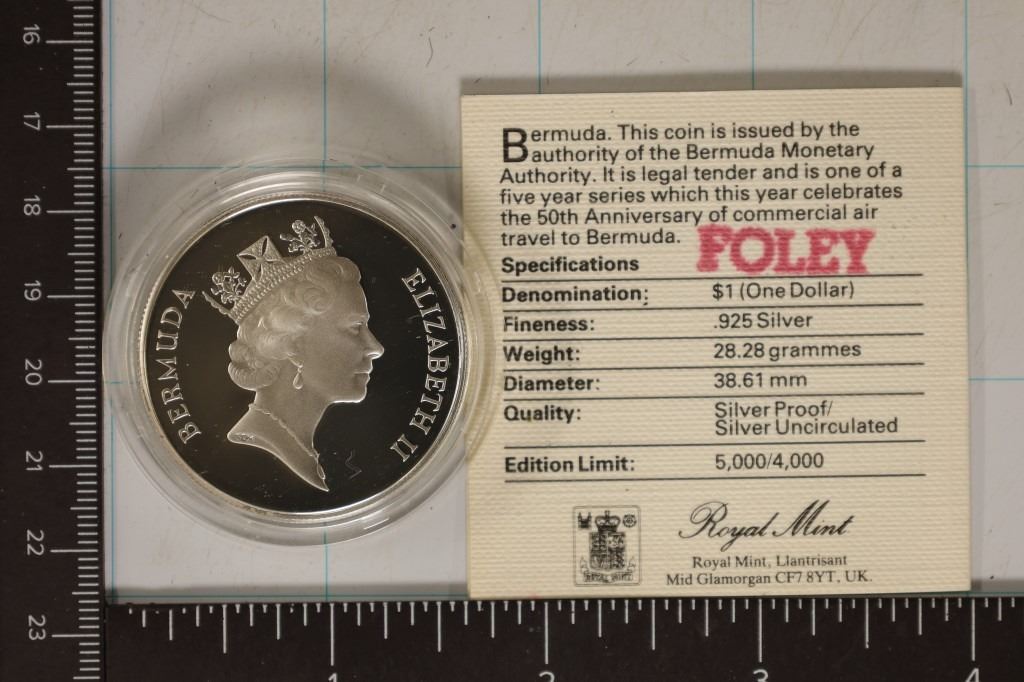 16
17
18
19
20
21
22
23
BERMUDA
ELIZABETH II
Bermuda. This coin is issued by the
authority of the Bermuda Monetary
Authority. It is legal tender and is one of a
five year series which this year celebrates
the 50th Anniversary of commercial air
travel to Bermuda.
FOLEY
Specifications
Denomination: $1 (One Dollar)
Fineness: .925 Silver
Weight: 28.28 grammes
Diameter: 38.61 mm
Quality: Silver Proof/
Silver Uncirculated
Edition Limit: 5,000/4,000
ROYAL MINT
Royal Mint
Royal Mint, Llantrisant
Mid Glamorgan CF7 8YT, UK.
1
2
3
4